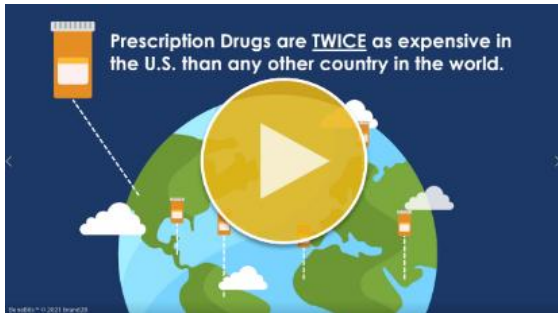 Prescription Drugs are TWICE as expensive in
the U.S. than any other country in the world.